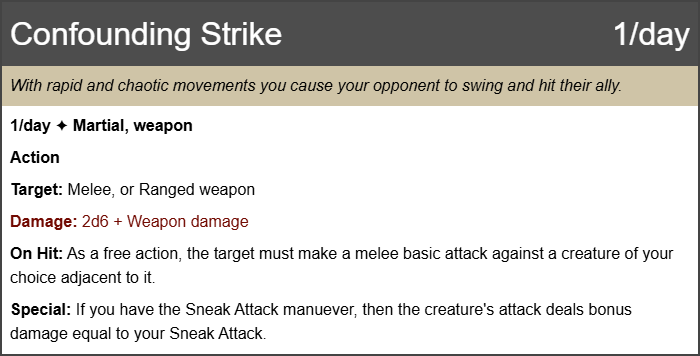 Confounding Strike 1/day
With rapid and chaotic movements you cause your opponent to swing and hit their ally.
1/day ✦ Martial, weapon
Action
Target: Melee, or Ranged weapon
Damage: 2d6 + Weapon damage
On Hit: As a free action, the target must make a melee basic attack against a creature of your
choice adjacent to it.
Special: If you have the Sneak Attack manuever, then the creature's attack deals bonus
damage equal to your Sneak Attack.